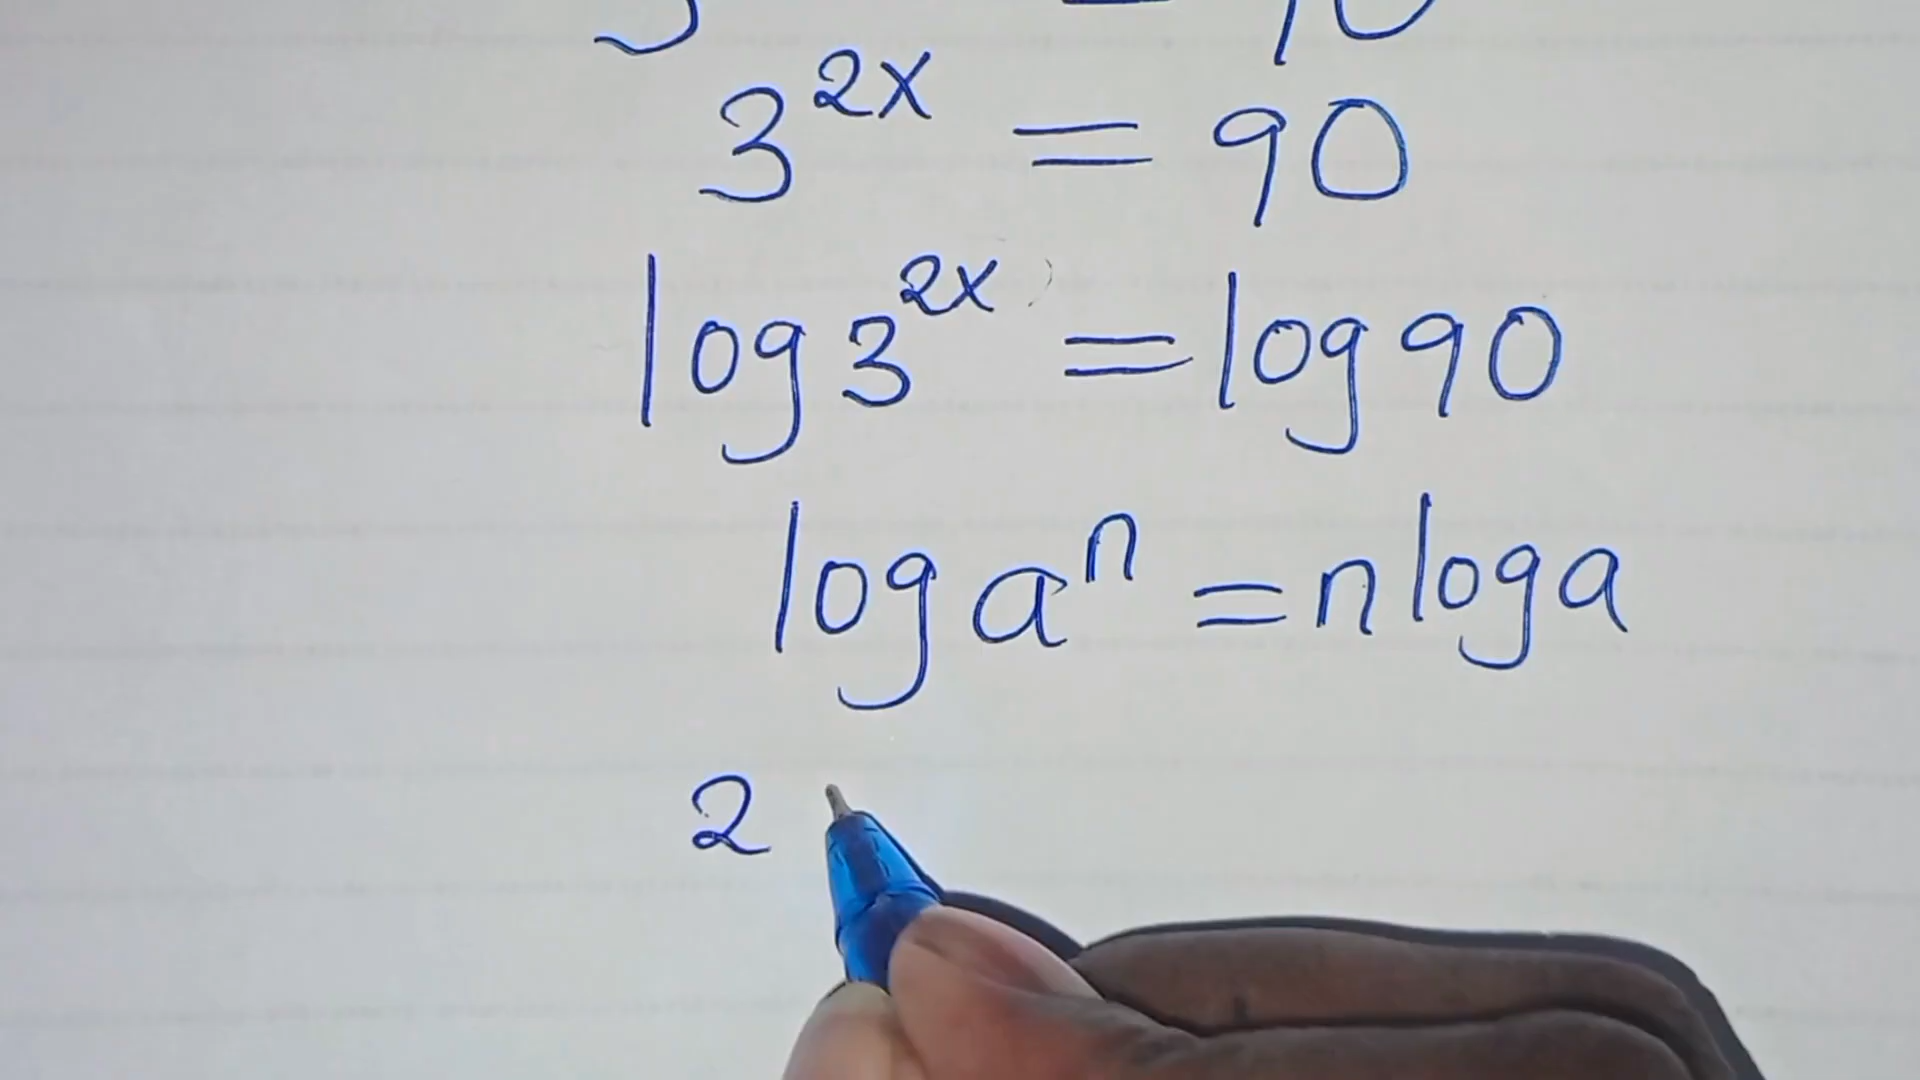 3^{2x} = 90
log 3^{2x} = log 90
log a^n = n log a
2